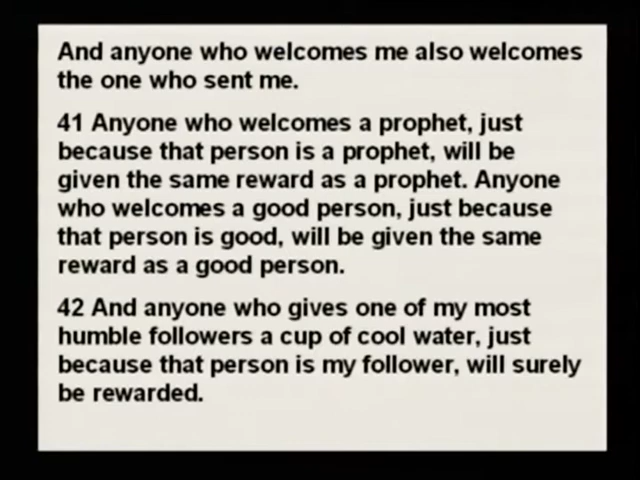 And anyone who welcomes me also welcomes
the one who sent me.
41 Anyone who welcomes a prophet, just
because that person is a prophet, will be
given the same reward as a prophet. Anyone
who welcomes a good person, just because
that person is good, will be given the same
reward as a good person.
42 And anyone who gives one of my most
humble followers a cup of cool water, just
because that person is my follower, will surely
be rewarded.